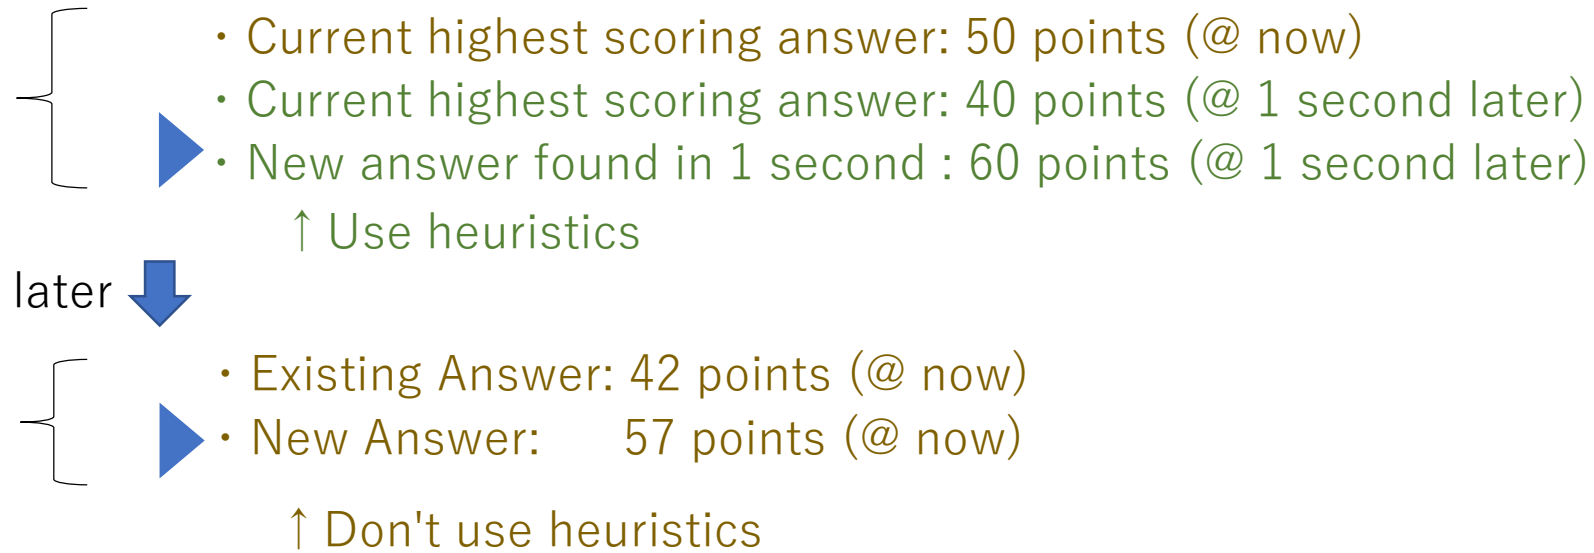 ・Current highest scoring answer: 50 points (@ now)
・Current highest scoring answer: 40 points (@ 1 second later)
・New answer found in 1 second : 60 points (@ 1 second later)
↑Use heuristics
later
・Existing Answer: 42 points (@ now)
・New Answer: 57 points (@ now)
↑Don't use heuristics